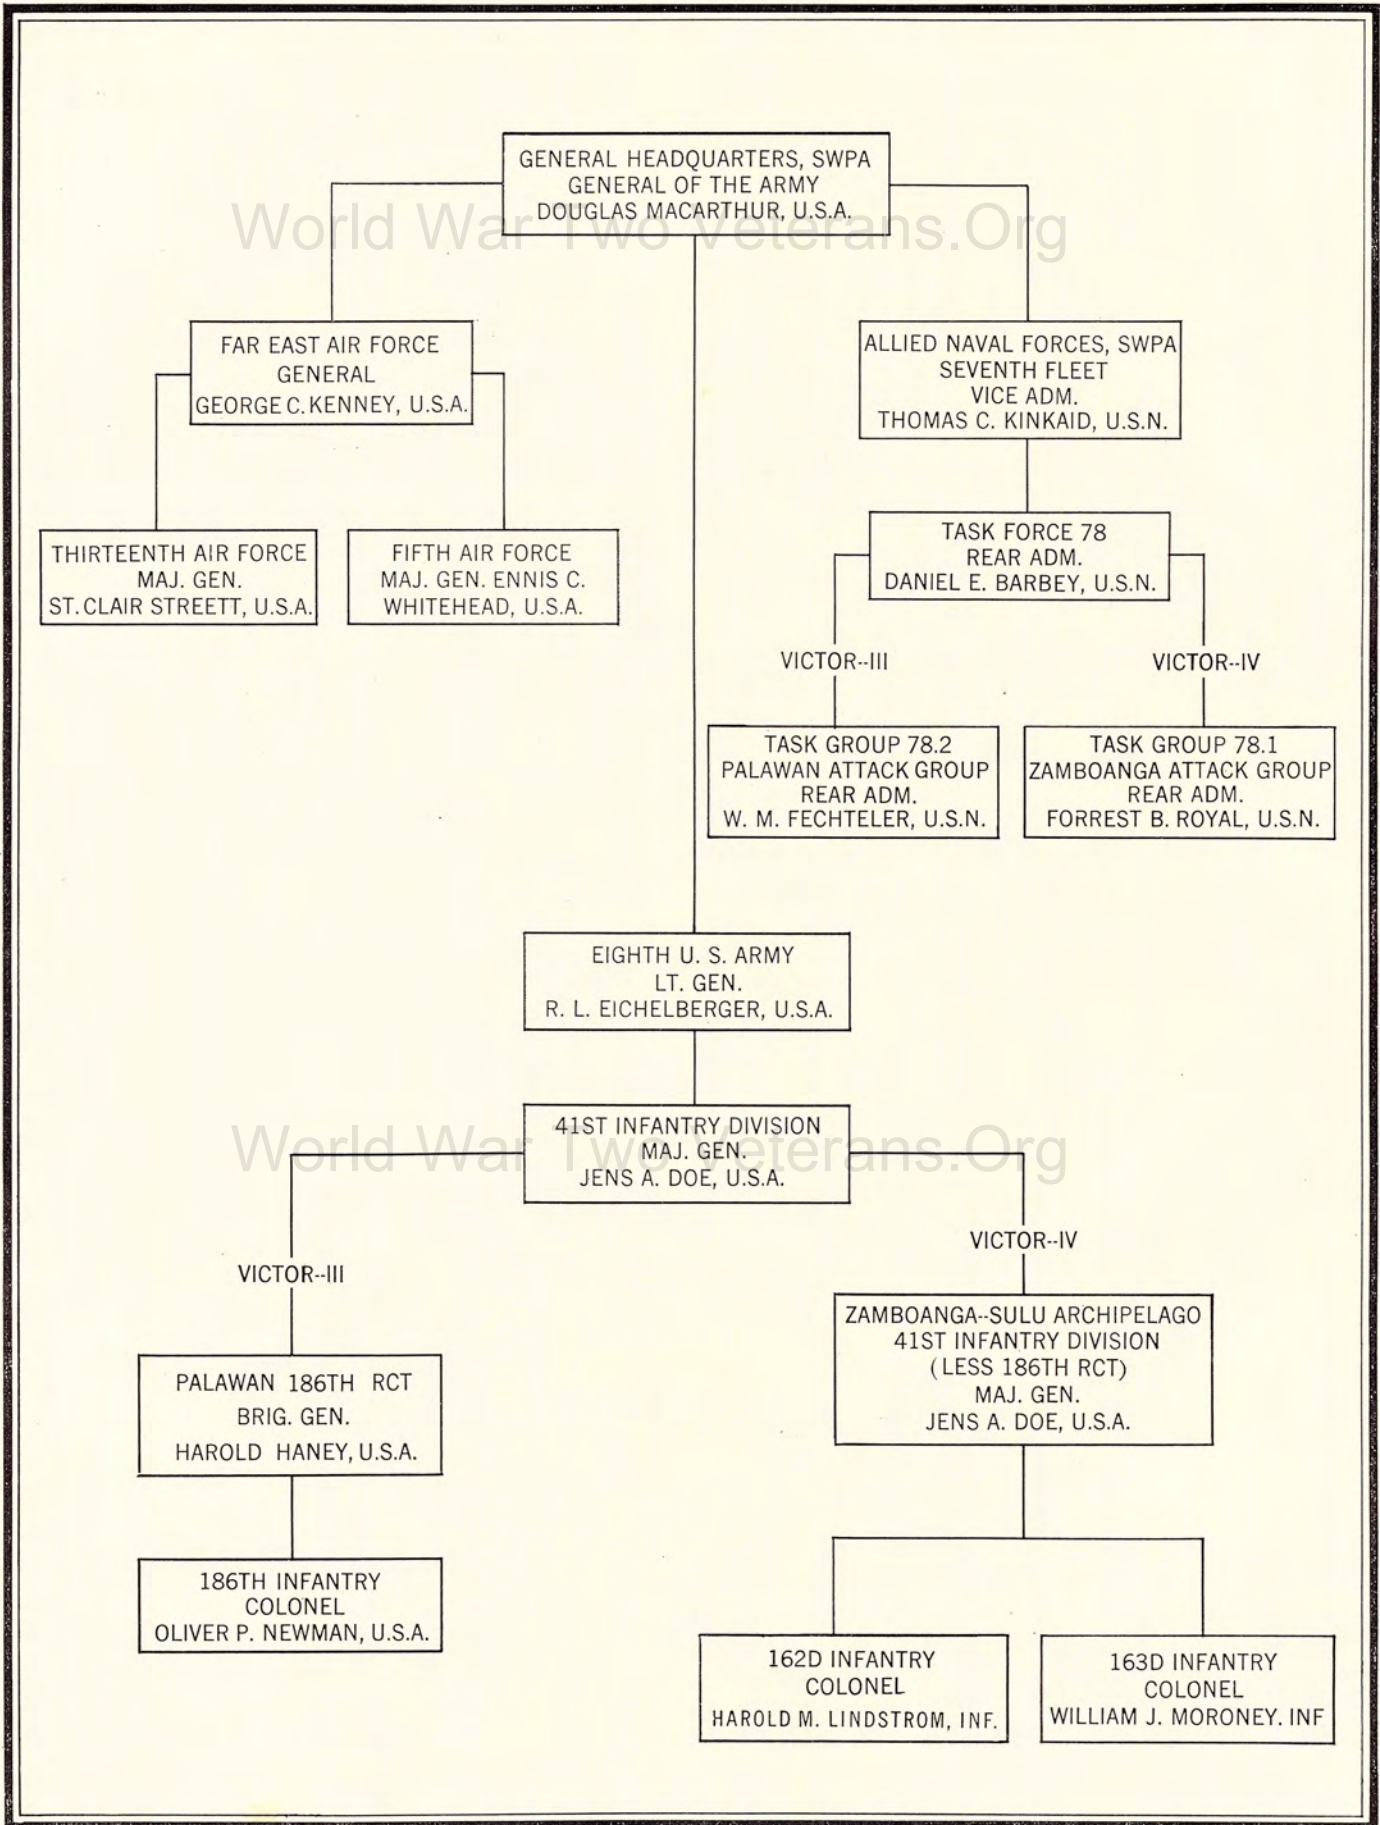 GENERAL HEADQUARTERS, SWPA
GENERAL OF THE ARMY
DOUGLAS MACARTHUR, U.S.A.
World War Two Veterans.Org
FAR EAST AIR FORCE
GENERAL
GEORGE C. KENNEY, U.S.A.
ALLIED NAVAL FORCES, SWPA
SEVENTH FLEET
VICE ADM.
THOMAS C. KINKAID, U.S.N.
THIRTEENTH AIR FORCE
MAJ. GEN.
ST. CLAIR STREETT, U.S.A.
FIFTH AIR FORCE
MAJ. GEN. ENNIS C.
WHITEHEAD, U.S.A.
TASK FORCE 78
REAR ADM.
DANIEL E. BARBEY, U.S.N.
VICTOR--III
VICTOR--IV
TASK GROUP 78.2
PALAWAN ATTACK GROUP
REAR ADM.
W. M. FECHTELER, U.S.N.
TASK GROUP 78.1
ZAMBOANGA ATTACK GROUP
REAR ADM.
FORREST B. ROYAL, U.S.N.
EIGHTH U. S. ARMY
LT. GEN.
R. L. EICHELBERGER, U.S.A.
41ST INFANTRY DIVISION
MAJ. GEN.
JENS A. DOE, U.S.A.
World War Two Veterans.Org
VICTOR--III
VICTOR--IV
PALAWAN 186TH RCT
BRIG. GEN.
HAROLD HANEY, U.S.A.
ZAMBOANGA--SULU ARCHIPELAGO
41ST INFANTRY DIVISION
(LESS 186TH RCT)
MAJ. GEN.
JENS A. DOE, U.S.A.
186TH INFANTRY
COLONEL
OLIVER P. NEWMAN, U.S.A.
162D INFANTRY
COLONEL
HAROLD M. LINDSTROM, INF.
163D INFANTRY
COLONEL
WILLIAM J. MORONEY. INF